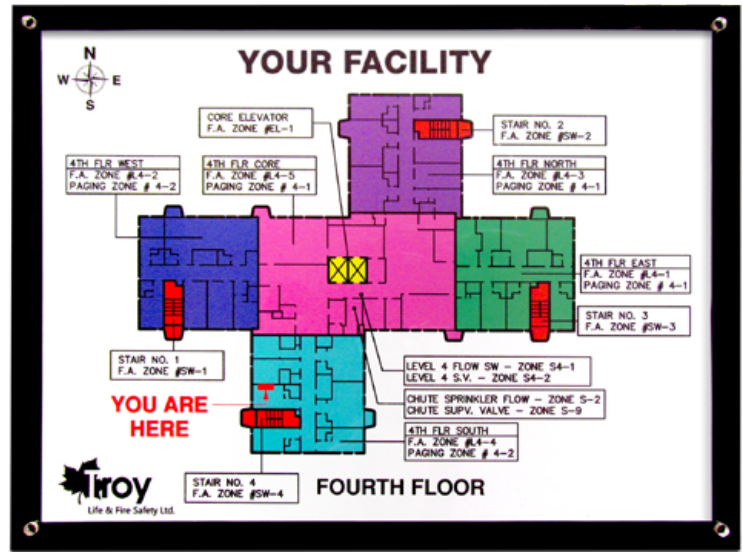 YOUR FACILITY
N
W E
S
CORE ELEVATOR
F.A. ZONE #EL-1
STAIR NO. 2
F.A. ZONE #SW-2
4TH FLR WEST
F.A. ZONE #L4-2
PAGING ZONE # 4-2
4TH FLR CORE
F.A. ZONE #L4-5
PAGING ZONE # 4-1
4TH FLR NORTH
F.A. ZONE #L4-3
PAGING ZONE # 4-1
4TH FLR EAST
F.A. ZONE #L4-1
PAGING ZONE # 4-1
STAIR NO. 3
F.A. ZONE #SW-3
STAIR NO. 1
F.A. ZONE #SW-1
LEVEL 4 FLOW SW - ZONE S4-1
LEVEL 4 S.V. - ZONE S4-2
CHUTE SPRINKLER FLOW - ZONE S-2
CHUTE SUPV. VALVE - ZONE S-9
YOU ARE
HERE
4TH FLR SOUTH
F.A. ZONE #L4-4
PAGING ZONE # 4-2
STAIR NO. 4
F.A. ZONE #SW-4
FOURTH FLOOR
Troy
Life & Fire Safety Ltd.